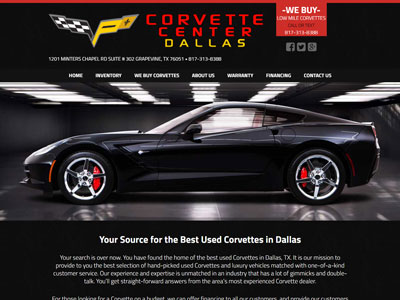 CORVETTE
CENTER
DALLAS
-WE BUY-
LOW MILE CORVETTES
CALL OR TEXT
817-313-8388
1201 MINTERS CHAPEL RD SUITE # 302 GRAPEVINE, TX 76051 • 817-313-8388
HOME INVENTORY WE BUY CORVETTES ABOUT US WARRANTY FINANCING CONTACT US
Your Source for the Best Used Corvettes in Dallas
Your search is over now. You have found the home of the best used Corvettes in Dallas, TX. It is our mission to
provide to you the best selection of hand-picked used Corvettes and luxury vehicles matched with one-of-a-kind
customer service. Our experience and expertise is unmatched in an industry that has a lot of gimmicks and double-
talk. You'll get straight-forward answers from the area's most experienced Corvette dealer.
For those looking for a Corvette on a budget, we can offer financing to all our customers, and provide our customers